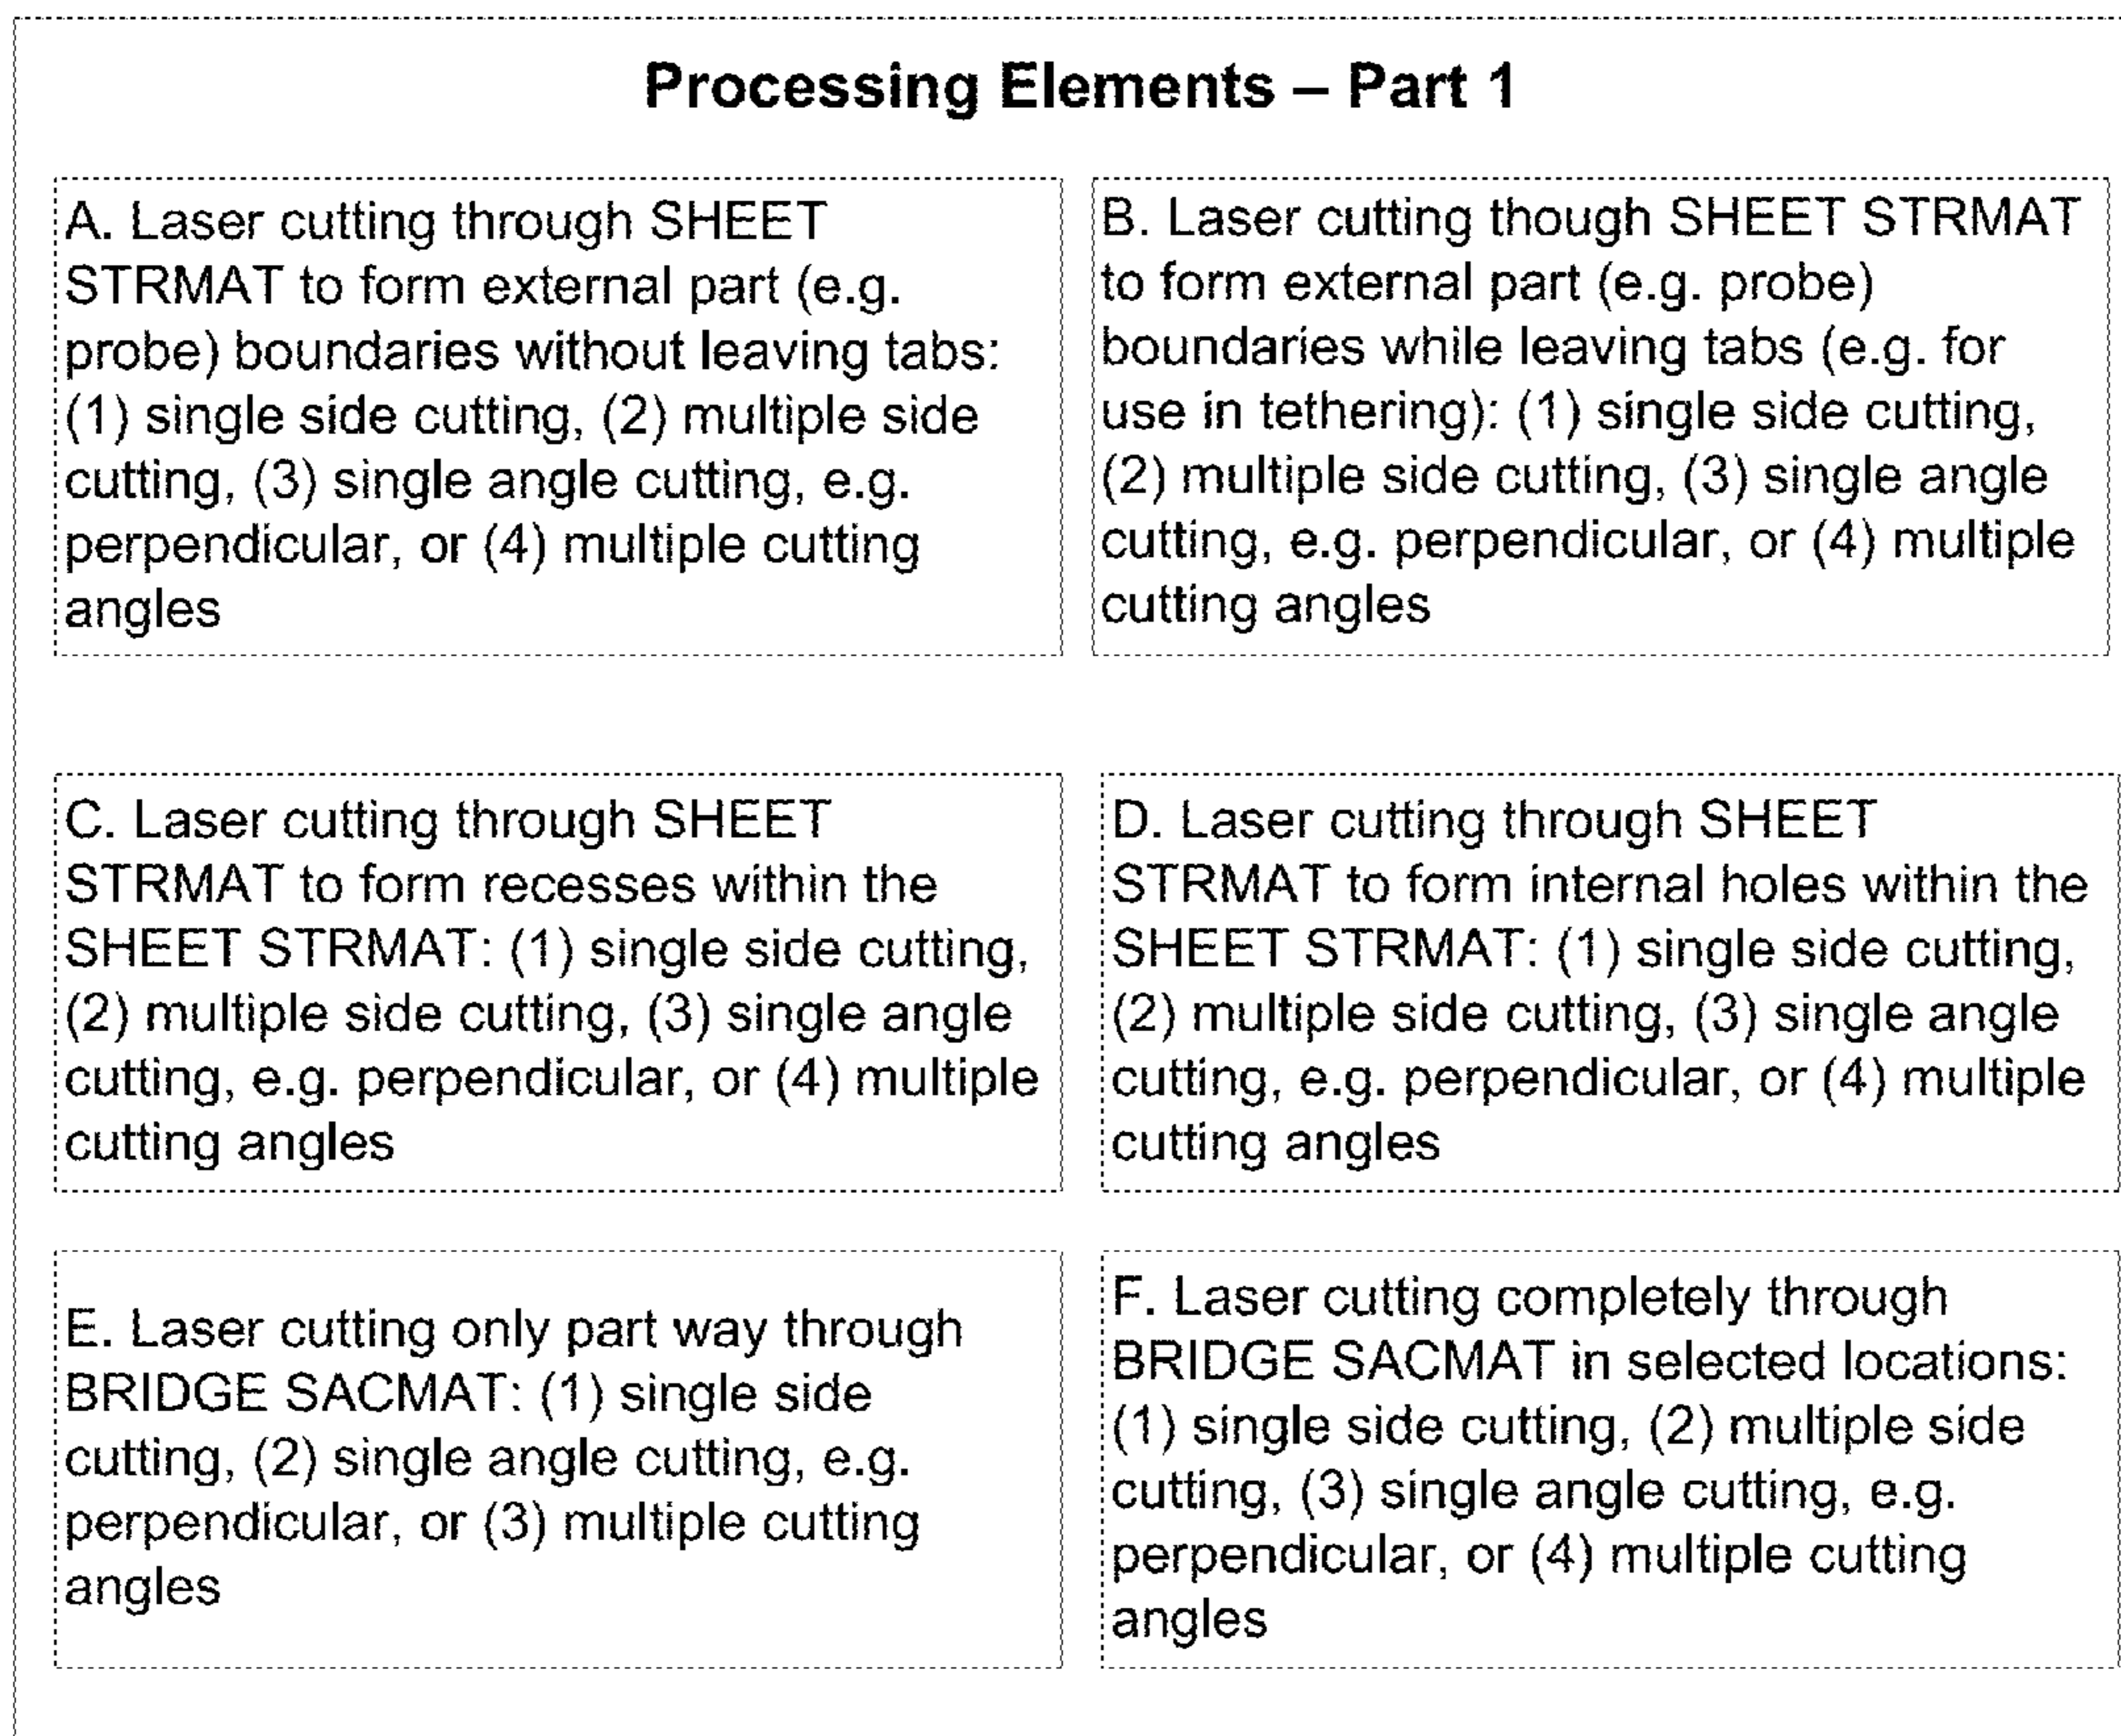 Processing Elements – Part 1
A. Laser cutting through SHEET
STRMAT to form external part (e.g.
probe) boundaries without leaving tabs:
(1) single side cutting, (2) multiple side
cutting, (3) single angle cutting, e.g.
perpendicular, or (4) multiple cutting
angles
B. Laser cutting though SHEET STRMAT
to form external part (e.g. probe)
boundaries while leaving tabs (e.g. for
use in tethering): (1) single side cutting,
(2) multiple side cutting, (3) single angle
cutting, e.g. perpendicular, or (4) multiple
cutting angles
C. Laser cutting through SHEET
STRMAT to form recesses within the
SHEET STRMAT: (1) single side cutting,
(2) multiple side cutting, (3) single angle
cutting, e.g. perpendicular, or (4) multiple
cutting angles
D. Laser cutting through SHEET
STRMAT to form internal holes within the
SHEET STRMAT: (1) single side cutting,
(2) multiple side cutting, (3) single angle
cutting, e.g. perpendicular, or (4) multiple
cutting angles
E. Laser cutting only part way through
BRIDGE SACMAT: (1) single side
cutting, (2) single angle cutting, e.g.
perpendicular, or (3) multiple cutting
angles
F. Laser cutting completely through
BRIDGE SACMAT in selected locations:
(1) single side cutting, (2) multiple side
cutting, (3) single angle cutting, e.g.
perpendicular, or (4) multiple cutting
angles